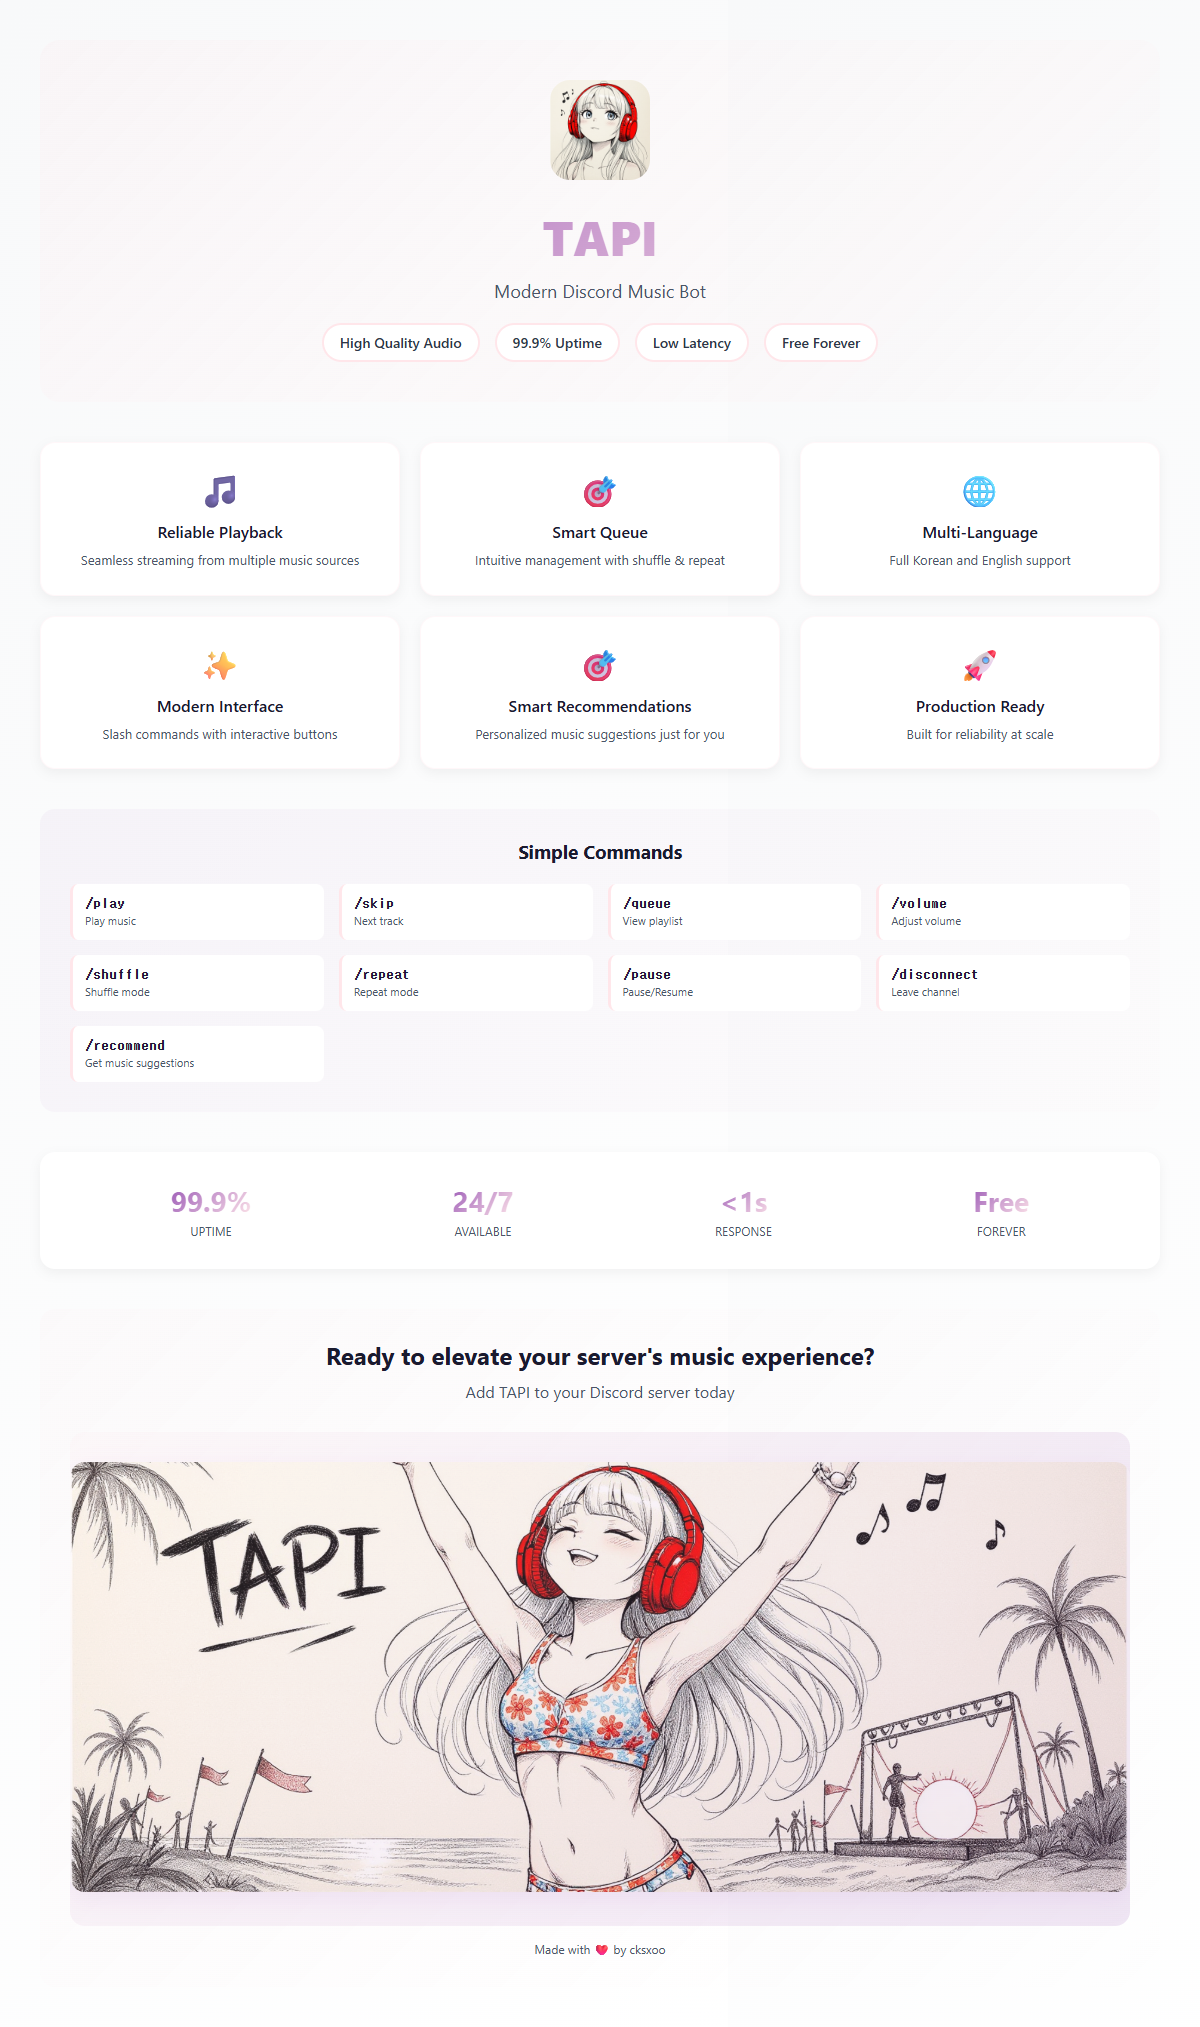 TAPI
Modern Discord Music Bot
High Quality Audio
99.9% Uptime
Low Latency
Free Forever
Reliable Playback
Seamless streaming from multiple music sources
Smart Queue
Intuitive management with shuffle & repeat
Multi-Language
Full Korean and English support
Modern Interface
Slash commands with interactive buttons
Smart Recommendations
Personalized music suggestions just for you
Production Ready
Built for reliability at scale
Simple Commands
/play
Play music
/skip
Next track
/queue
View playlist
/volume
Adjust volume
/shuffle
Shuffle mode
/repeat
Repeat mode
/pause
Pause/Resume
/disconnect
Leave channel
/recommend
Get music suggestions
99.9%
UPTIME
24/7
AVAILABLE
<1s
RESPONSE
Free
FOREVER
Ready to elevate your server's music experience?
Add TAPI to your Discord server today
TAPI
Made with ❤️ by cksxoo